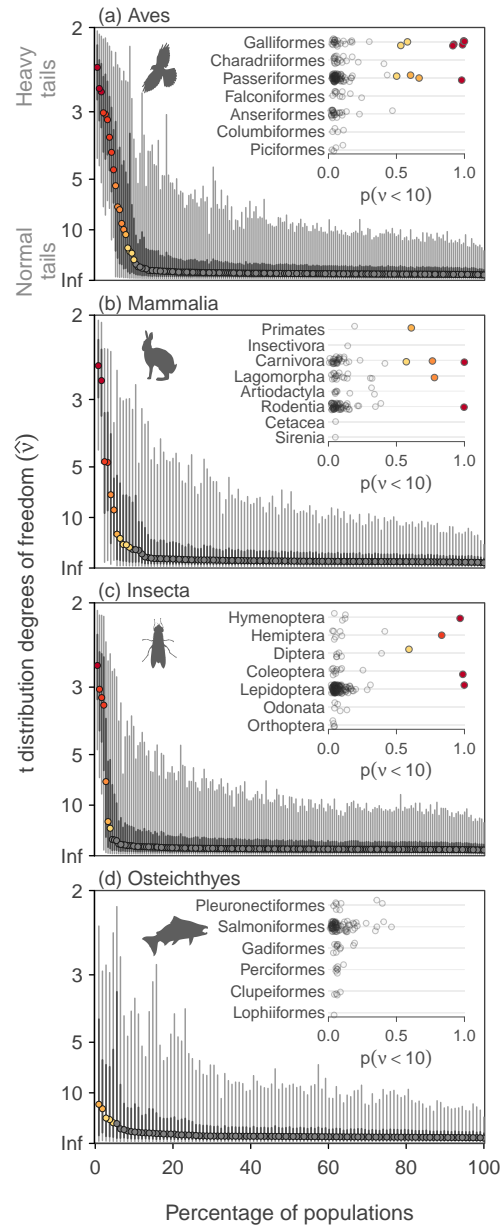 (a) Aves
2
3
5
10
Inf
Heavy
tails
Normal
tails
Galliformes
Charadriiformes
Passeriformes
Falconiformes
Anseriformes
Columbiformes
Piciformes
0.0 0.5 1.0
p(ν < 10)
(b) Mammalia
2
3
5
10
Inf
Primates
Insectivora
Carnivora
Lagomorpha
Artiodactyla
Rodentia
Cetacea
Sirenia
0.0 0.5 1.0
p(ν < 10)
t distribution degrees of freedom (ν̂)
(c) Insecta
2
3
5
10
Inf
Hymenoptera
Hemiptera
Diptera
Coleoptera
Lepidoptera
Odonata
Orthoptera
0.0 0.5 1.0
p(ν < 10)
(d) Osteichthyes
2
3
5
10
Inf
Pleuronectiformes
Salmoniformes
Gadiformes
Perciformes
Clupeiformes
Lophiiformes
0.0 0.5 1.0
p(ν < 10)
0 20 40 60 80 100
Percentage of populations